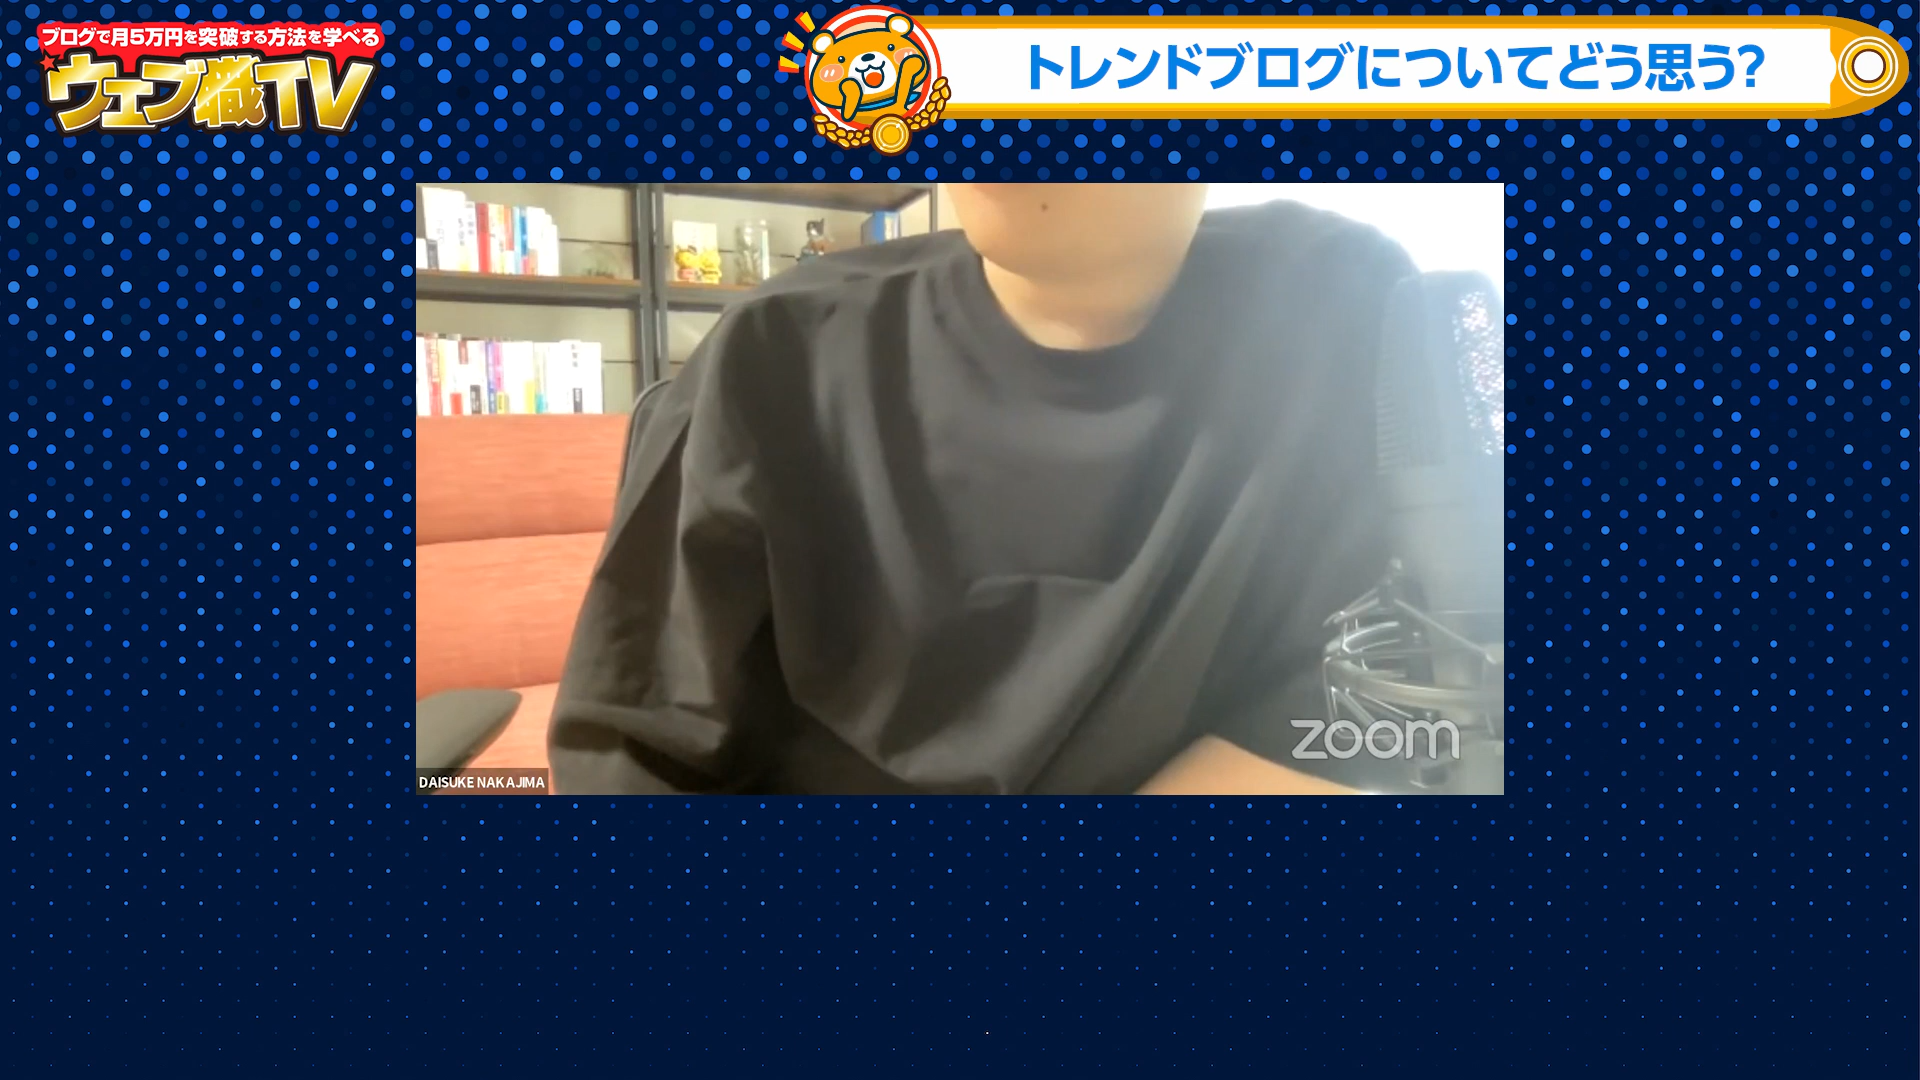 ブログで月5万円を突破する方法を学べる
ウェブ職TV
トレンドブログについてどう思う?
zoom
DAISUKE NAKAJIMA